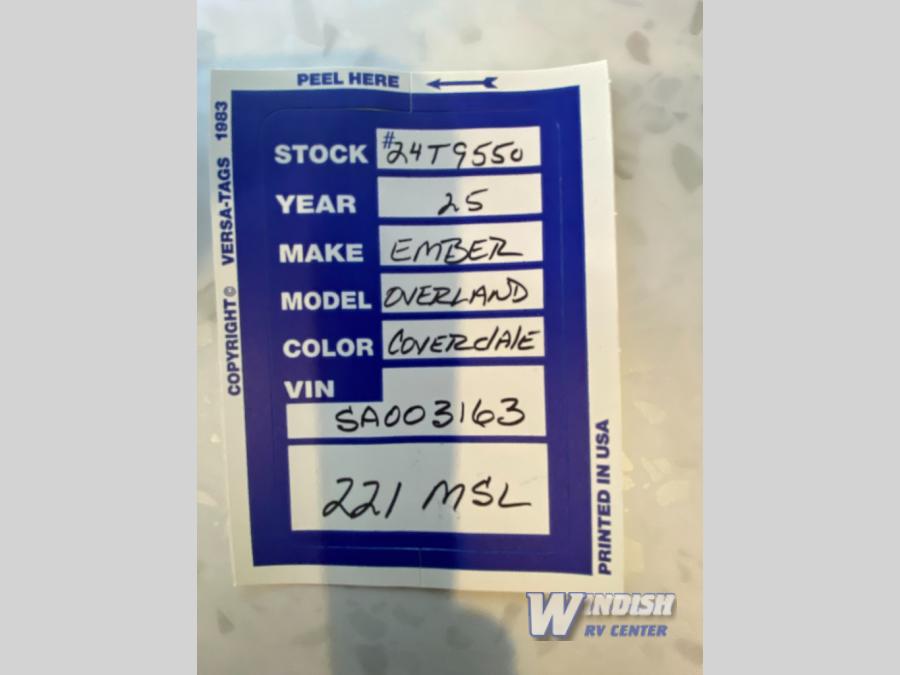 PEEL HERE
COPYRIGHT © VERSA-TAGS 1983
STOCK #24T9550
YEAR 25
MAKE EMBER
MODEL OVERLAND
COLOR COVERdAlE
VIN
SA003163
221 MSL
PRINTED IN USA
WINDISH
RV CENTER